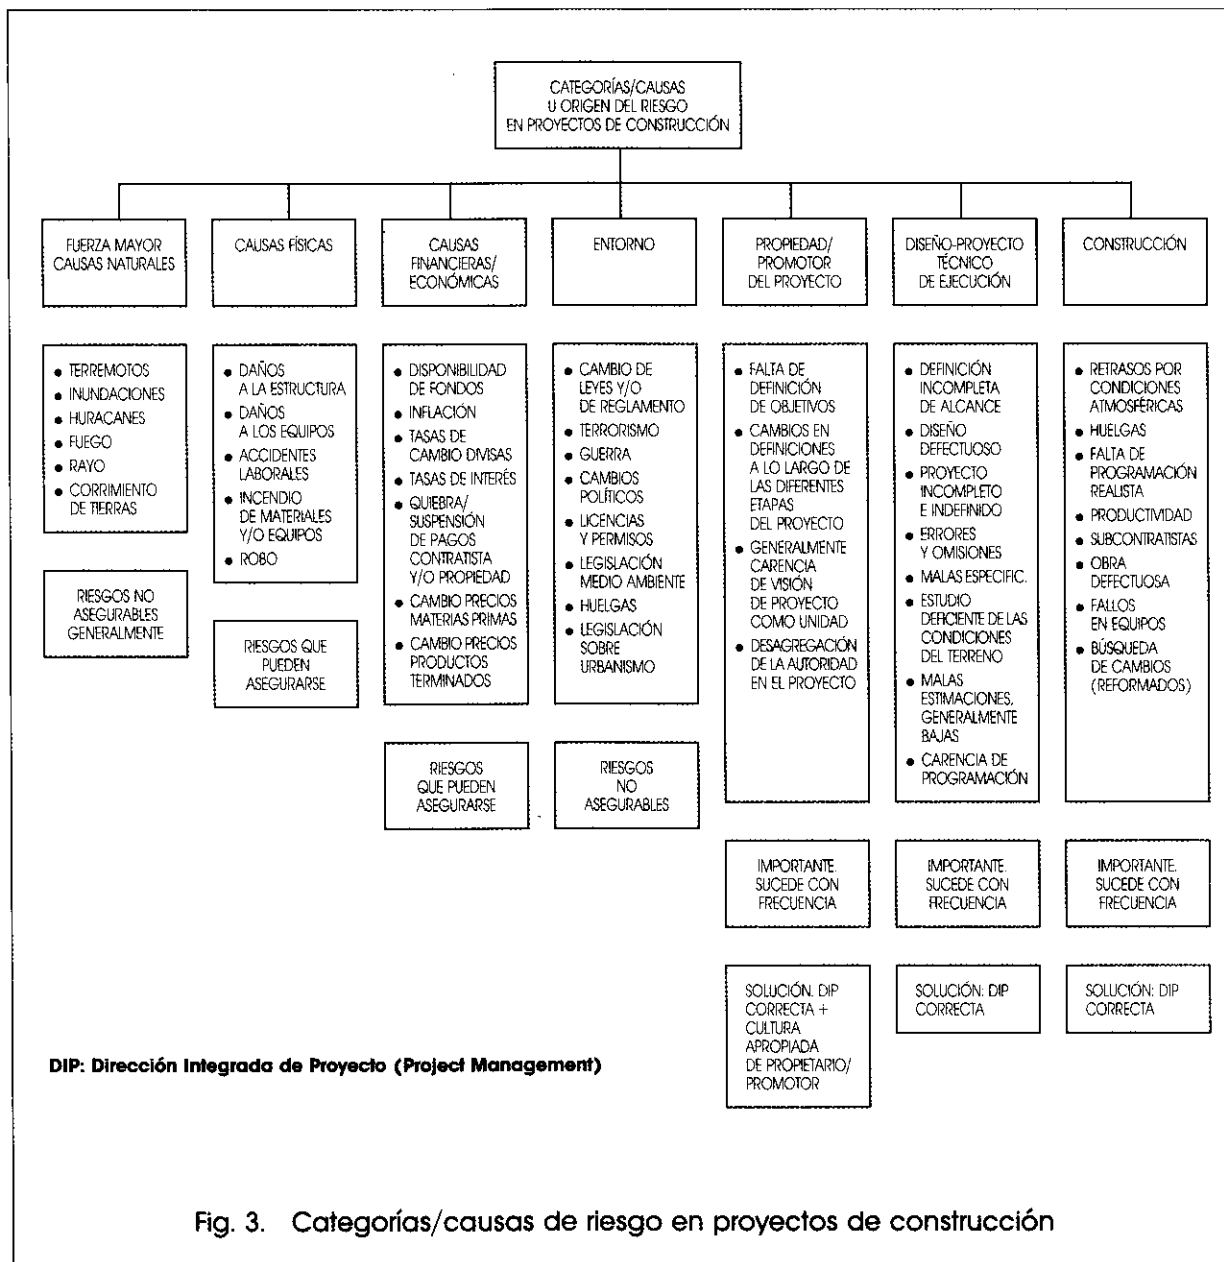 CATEGORÍAS/CAUSAS
U ORIGEN DEL RIESGO
EN PROYECTOS DE CONSTRUCCIÓN
FUERZA MAYOR
CAUSAS NATURALES
CAUSAS FÍSICAS
CAUSAS
FINANCIERAS/
ECONÓMICAS
ENTORNO
PROPIEDAD/
PROMOTOR
DEL PROYECTO
DISEÑO-PROYECTO
TÉCNICO
DE EJECUCIÓN
CONSTRUCCIÓN
• TERREMOTOS
• INUNDACIONES
• HURACANES
• FUEGO
• RAYO
• CORRIMIENTO
DE TIERRAS
• DAÑOS
A LA ESTRUCTURA
• DAÑOS
A LOS EQUIPOS
• ACCIDENTES
LABORALES
• INCENDIO
DE MATERIALES
Y/O EQUIPOS
• ROBO
• DISPONIBILIDAD
DE FONDOS
• INFLACIÓN
• TASAS DE
CAMBIO DIVISAS
• TASAS DE INTERÉS
• QUIEBRA/
SUSPENSIÓN
DE PAGOS
CONTRATISTA
Y/O PROPIEDAD
• CAMBIO PRECIOS
MATERIAS PRIMAS
• CAMBIO PRECIOS
PRODUCTOS
TERMINADOS
• CAMBIO DE
LEYES Y/O
DE REGLAMENTO
• TERRORISMO
• GUERRA
• CAMBIOS
POLÍTICOS
• LICENCIAS
Y PERMISOS
• LEGISLACIÓN
MEDIO AMBIENTE
• HUELGAS
• LEGISLACIÓN
SOBRE
URBANISMO
• FALTA DE
DEFINICIÓN
DE OBJETIVOS
• CAMBIOS EN
DEFINICIONES
A LO LARGO DE
LAS DIFERENTES
ETAPAS
DEL PROYECTO
• GENERALMENTE
CARENCIA
DE VISIÓN
DE PROYECTO
COMO UNIDAD
• DESAGREGACIÓN
DE LA AUTORIDAD
EN EL PROYECTO
• DEFINICIÓN
INCOMPLETA
DE ALCANCE
• DISEÑO
DEFECTUOSO
• PROYECTO
INCOMPLETO
E INDEFINIDO
• ERRORES
Y OMISIONES
• MALAS ESPECIFIC.
• ESTUDIO
DEFICIENTE DE LAS
CONDICIONES
DEL TERRENO
• MALAS
ESTIMACIONES,
GENERALMENTE
BAJAS
• CARENCIA DE
PROGRAMACIÓN
• RETRASOS POR
CONDICIONES
ATMOSFÉRICAS
• HUELGAS
• FALTA DE
PROGRAMACIÓN
REALISTA
• PRODUCTIVIDAD
• SUBCONTRATISTAS
• OBRA
DEFECTUOSA
• FALLOS
EN EQUIPOS
• BÚSQUEDA
DE CAMBIOS
(REFORMADOS)
RIESGOS NO
ASEGURABLES
GENERALMENTE
RIESGOS QUE
PUEDEN
ASEGURARSE
RIESGOS
QUE PUEDEN
ASEGURARSE
RIESGOS
NO
ASEGURABLES
IMPORTANTE.
SUCEDE CON
FRECUENCIA
IMPORTANTE.
SUCEDE CON
FRECUENCIA
IMPORTANTE.
SUCEDE CON
FRECUENCIA
SOLUCIÓN. DIP
CORRECTA +
CULTURA
APROPIADA
DE PROPIETARIO/
PROMOTOR
SOLUCIÓN: DIP
CORRECTA
SOLUCIÓN: DIP
CORRECTA
DIP: Dirección Integrada de Proyecto (Project Management)
Fig. 3. Categorías/causas de riesgo en proyectos de construcción